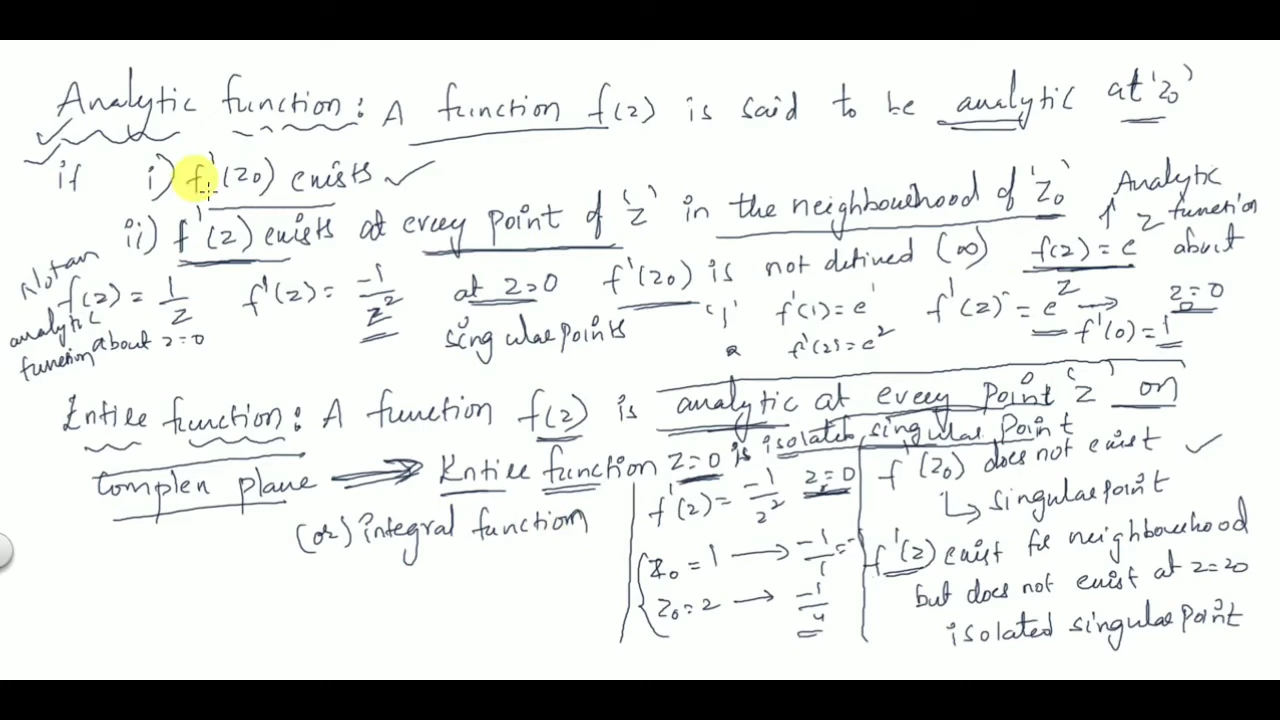 Analytic function : A function f(z) is said to be analytic at 'z₀'
if i) f'(z₀) exists ✓
ii) f'(z) exists at every point of 'z' in the neighbourhood of 'z₀'
Analytic
function
about
z=0
Not an
analytic
function about z=0
f(z) = 1/z f'(z) = -1/z² at z=0 f'(z₀) is not defined (∞) f(z) = e^z
singular points
'1' f'(1) = e¹ f'(z) = e^z →
f'(2) = e² f'(0) = 1
Entire function : A function f(z) is analytic at every point 'z' on
complex plane ⟹ Entire function
(or) integral function
z=0 is isolated singular point
f'(z) = -1/z² z=0
z₀ = 1 → -1/1 = -1
z₀ = 2 → -1/4
f'(z₀) does not exist ✓
↳ singular point
f'(z) exist for neighbourhood
but does not exist at z=z₀
isolated singular point